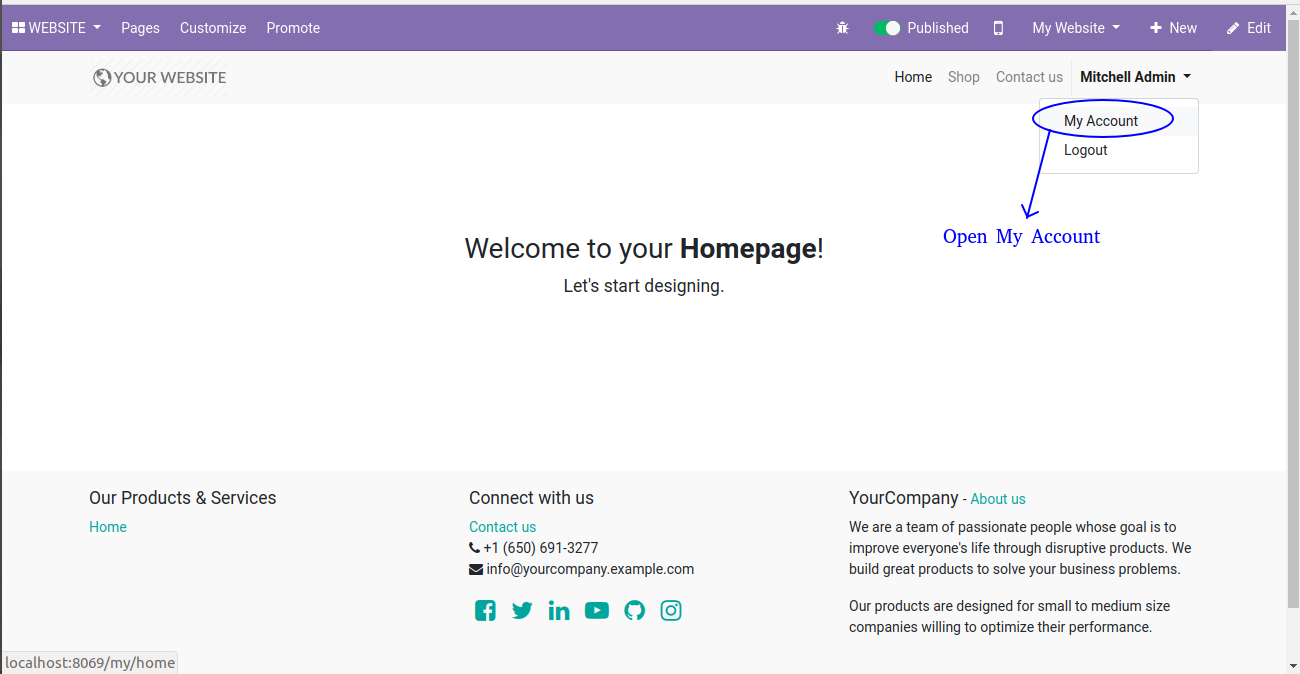 WEBSITE Pages Customize Promote Published My Website New Edit
YOUR WEBSITE Home Shop Contact us Mitchell Admin
My Account
Logout
Open My Account
Welcome to your Homepage!
Let's start designing.
Our Products & Services
Home
Connect with us
Contact us
+1 (650) 691-3277
info@yourcompany.example.com
YourCompany - About us
We are a team of passionate people whose goal is to
improve everyone's life through disruptive products. We
build great products to solve your business problems.
Our products are designed for small to medium size
companies willing to optimize their performance.
localhost:8069/my/home